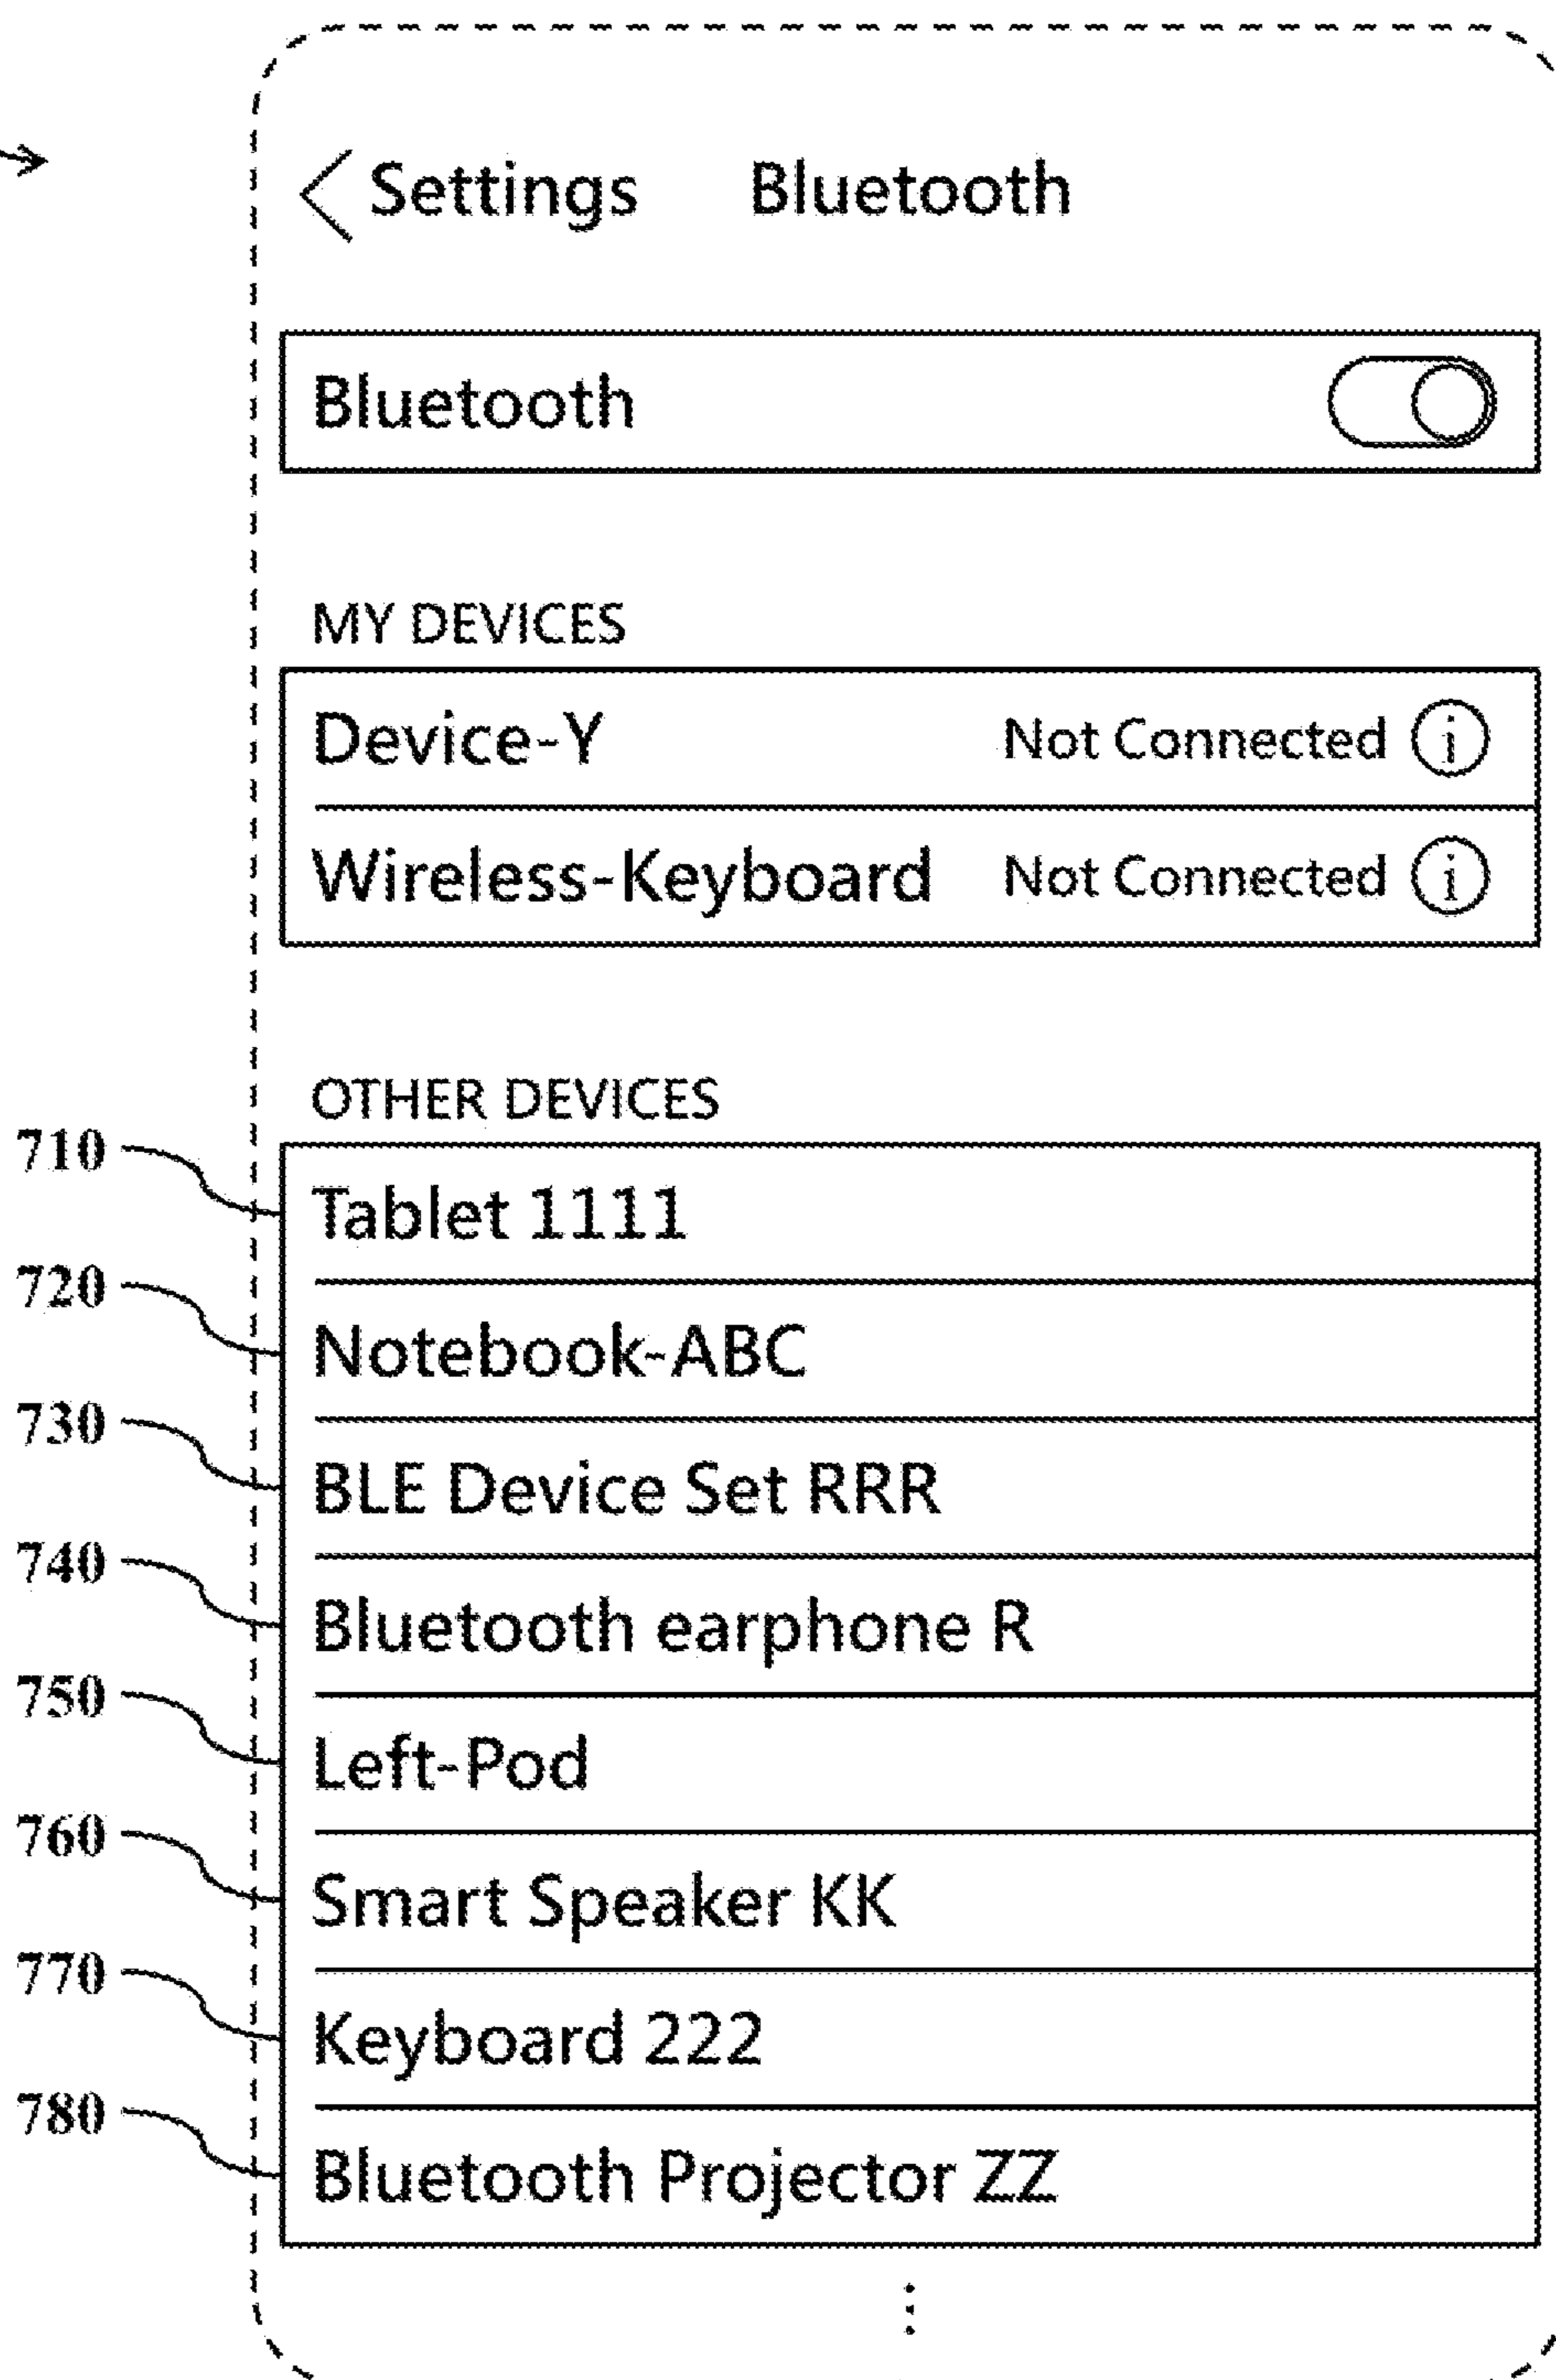 < Settings Bluetooth
Bluetooth
MY DEVICES
Device-Y Not Connected i
Wireless-Keyboard Not Connected i
OTHER DEVICES
710 Tablet 1111
720 Notebook-ABC
730 BLE Device Set RRR
740 Bluetooth earphone R
750 Left-Pod
760 Smart Speaker KK
770 Keyboard 222
780 Bluetooth Projector ZZ
⋮